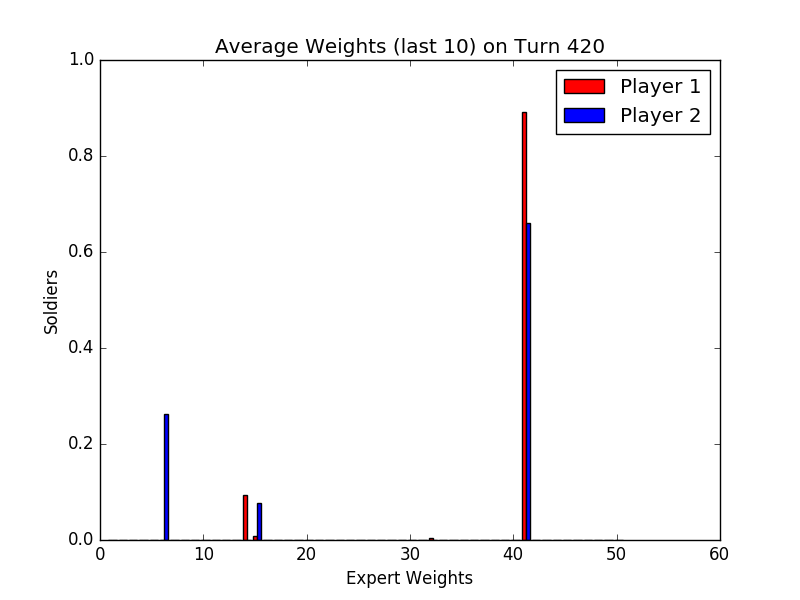 Average Weights (last 10) on Turn 420
1.0
Player 1
Player 2
0.8
0.6
Soldiers
0.4
0.2
0.0
0 10 20 30 40 50 60
Expert Weights